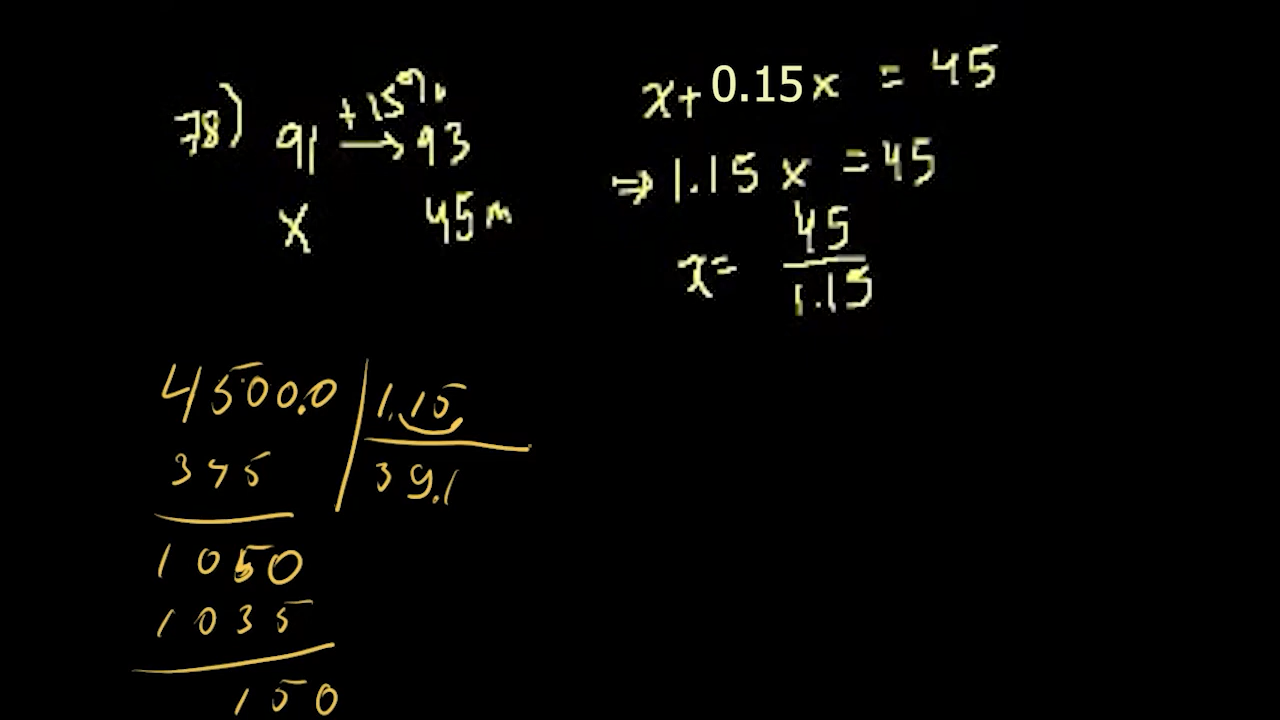 78) 91 +15% → 93
x 45m
x + 0.15x = 45
⇒ 1.15 x = 45
x = 45/1.15
4500.0 | 1.15
345 39.1
1050
1035
150